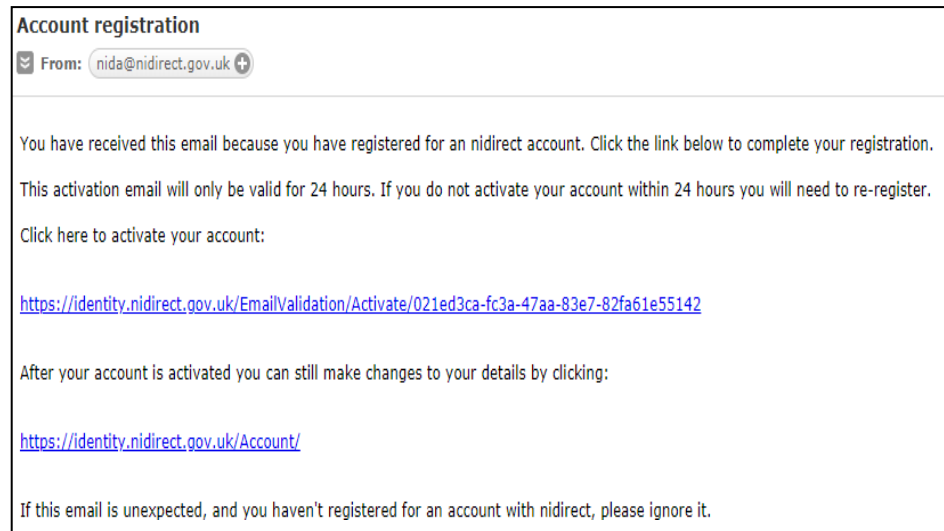 Account registration
From: nida@nidirect.gov.uk
You have received this email because you have registered for an nidirect account. Click the link below to complete your registration.
This activation email will only be valid for 24 hours. If you do not activate your account within 24 hours you will need to re-register.
Click here to activate your account:
https://identity.nidirect.gov.uk/EmailValidation/Activate/021ed3ca-fc3a-47aa-83e7-82fa61e55142
After your account is activated you can still make changes to your details by clicking:
https://identity.nidirect.gov.uk/Account/
If this email is unexpected, and you haven't registered for an account with nidirect, please ignore it.